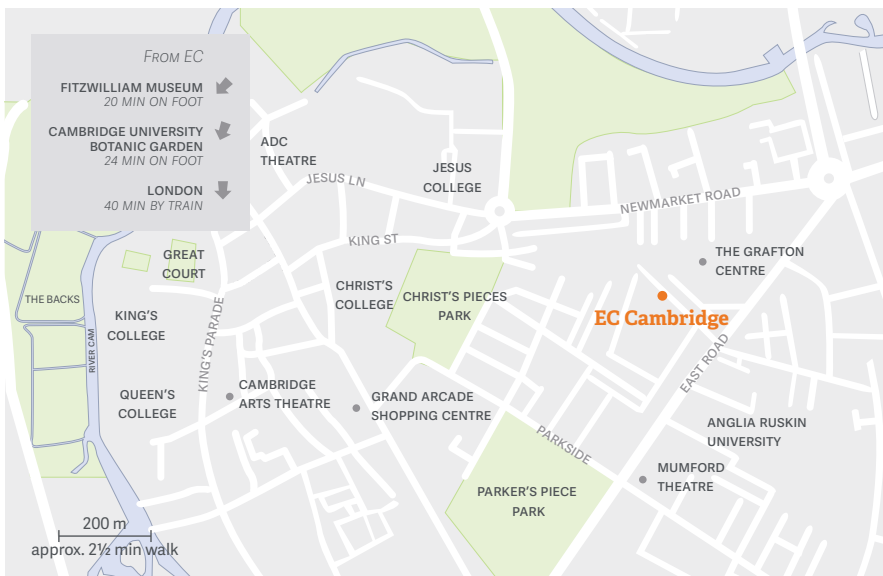 From EC
FITZWILLIAM MUSEUM
20 MIN ON FOOT
CAMBRIDGE UNIVERSITY
BOTANIC GARDEN
24 MIN ON FOOT
LONDON
40 MIN BY TRAIN
ADC
THEATRE
JESUS LN
JESUS
COLLEGE
NEWMARKET ROAD
KING ST
GREAT
COURT
THE GRAFTON
CENTRE
THE BACKS
CHRIST'S
COLLEGE
CHRIST'S PIECES
PARK
EC Cambridge
KING'S
COLLEGE
RIVER CAM
KING'S PARADE
EAST ROAD
QUEEN'S
COLLEGE
CAMBRIDGE
ARTS THEATRE
GRAND ARCADE
SHOPPING CENTRE
PARKSIDE
ANGLIA RUSKIN
UNIVERSITY
MUMFORD
THEATRE
PARKER'S PIECE
PARK
200 m
approx. 2½ min walk